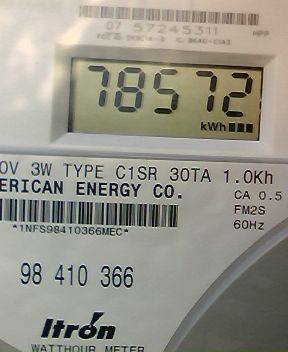 07 57245311
HPP
78572
kWh
0V 3W TYPE C1SR 30TA 1.0Kh
ERICAN ENERGY CO.
CA 0.5
FM2S
60Hz
*1NFS98410366MEC*
98 410 366
Itron
WATTHOUR METER